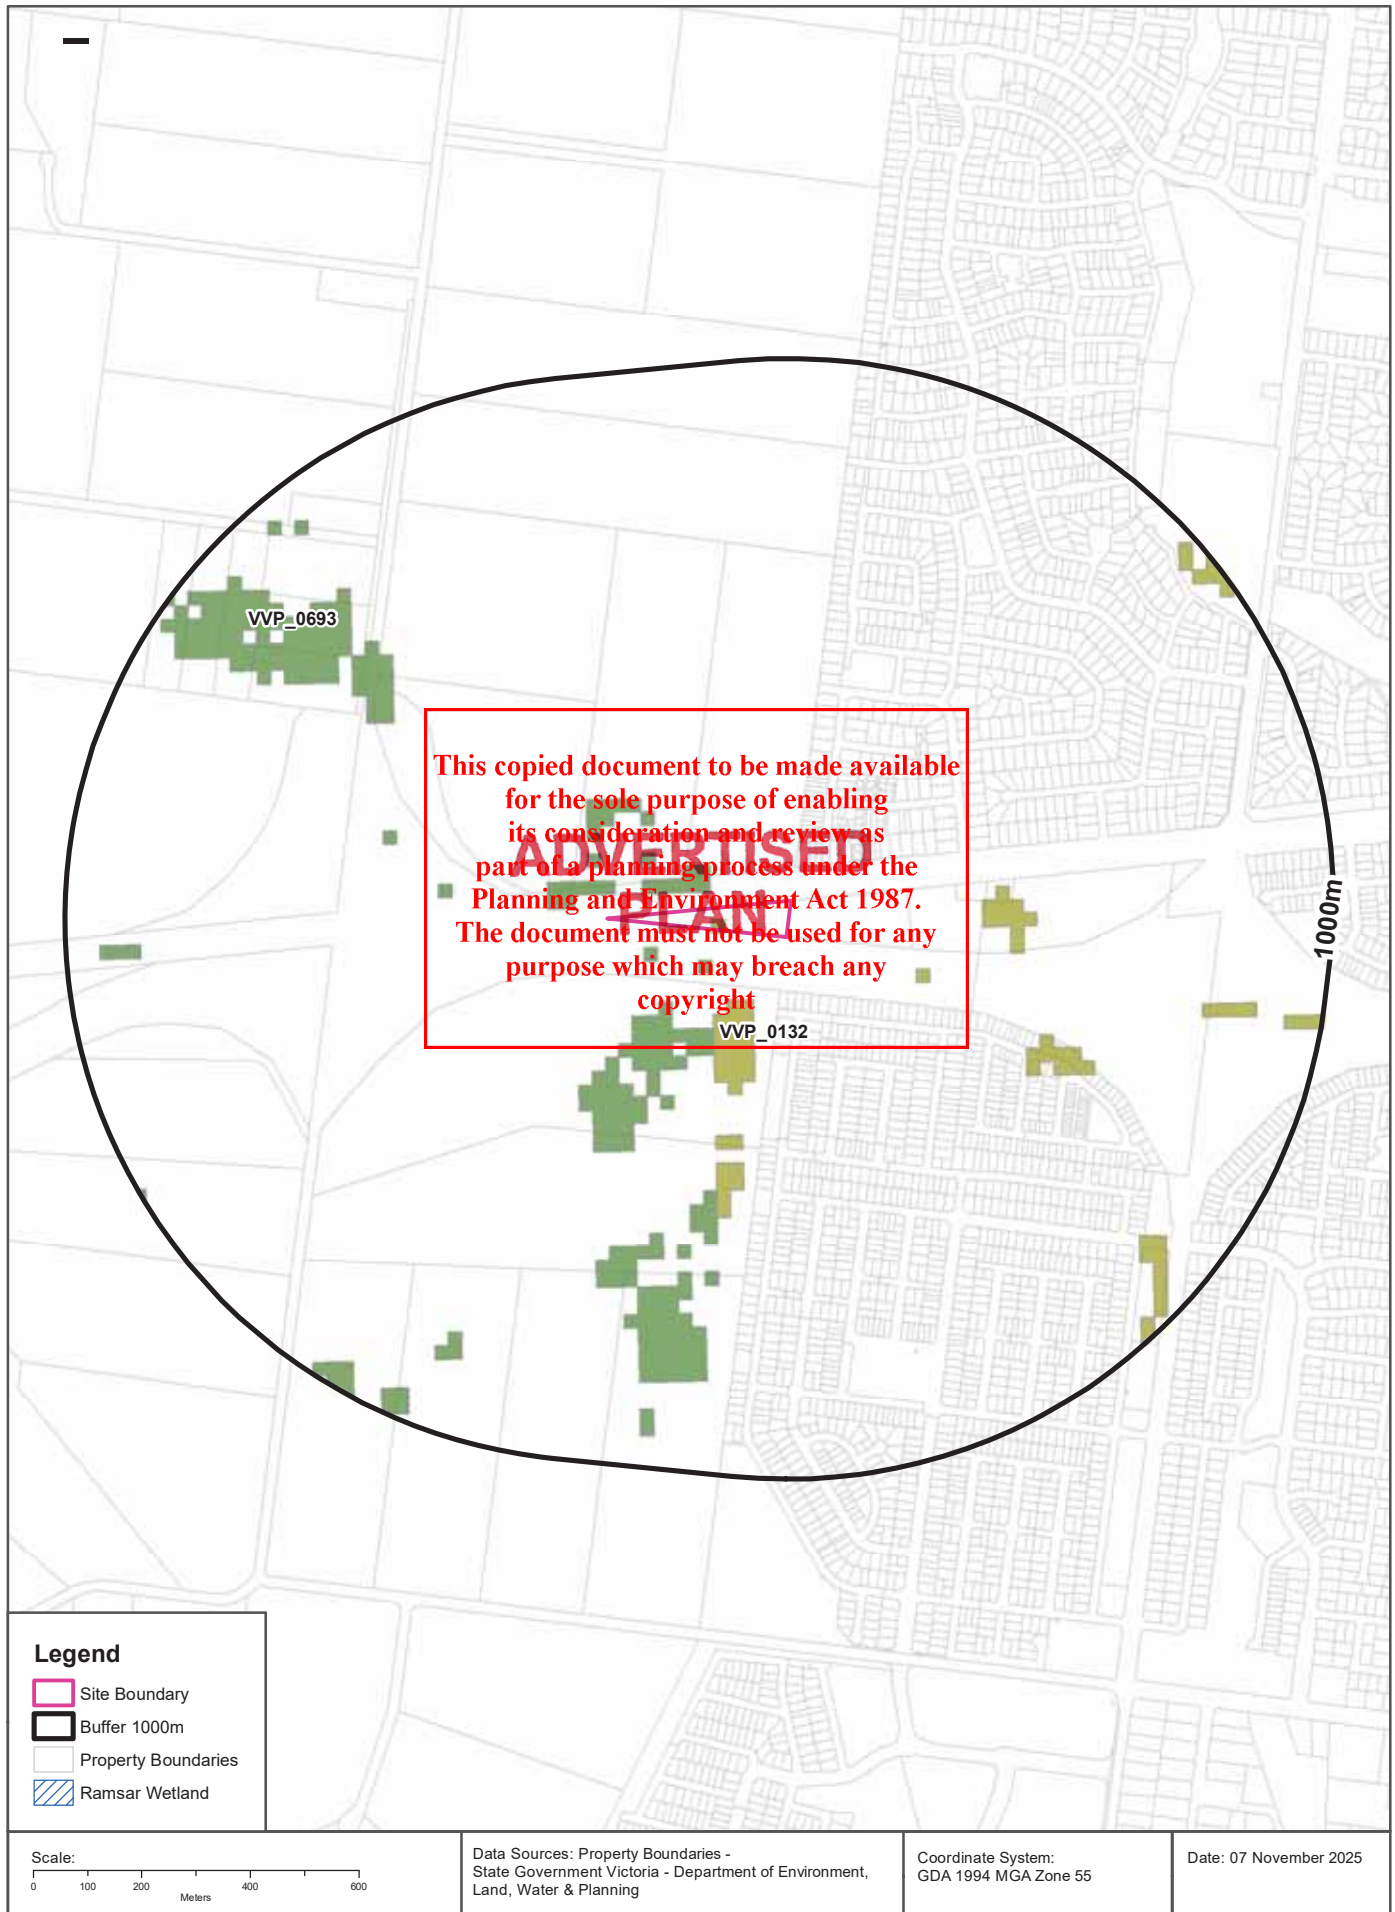 VVP_0693
This copied document to be made available
for the sole purpose of enabling
its consideration and review as
part of a planning process under the
Planning and Environment Act 1987.
The document must not be used for any
purpose which may breach any
copyright
ADVERTISED
PLAN
1000m
VVP_0132
Legend
Site Boundary
Buffer 1000m
Property Boundaries
Ramsar Wetland
Scale:
0 100 200 400 600
Meters
Data Sources: Property Boundaries -
State Government Victoria - Department of Environment,
Land, Water & Planning
Coordinate System:
GDA 1994 MGA Zone 55
Date: 07 November 2025